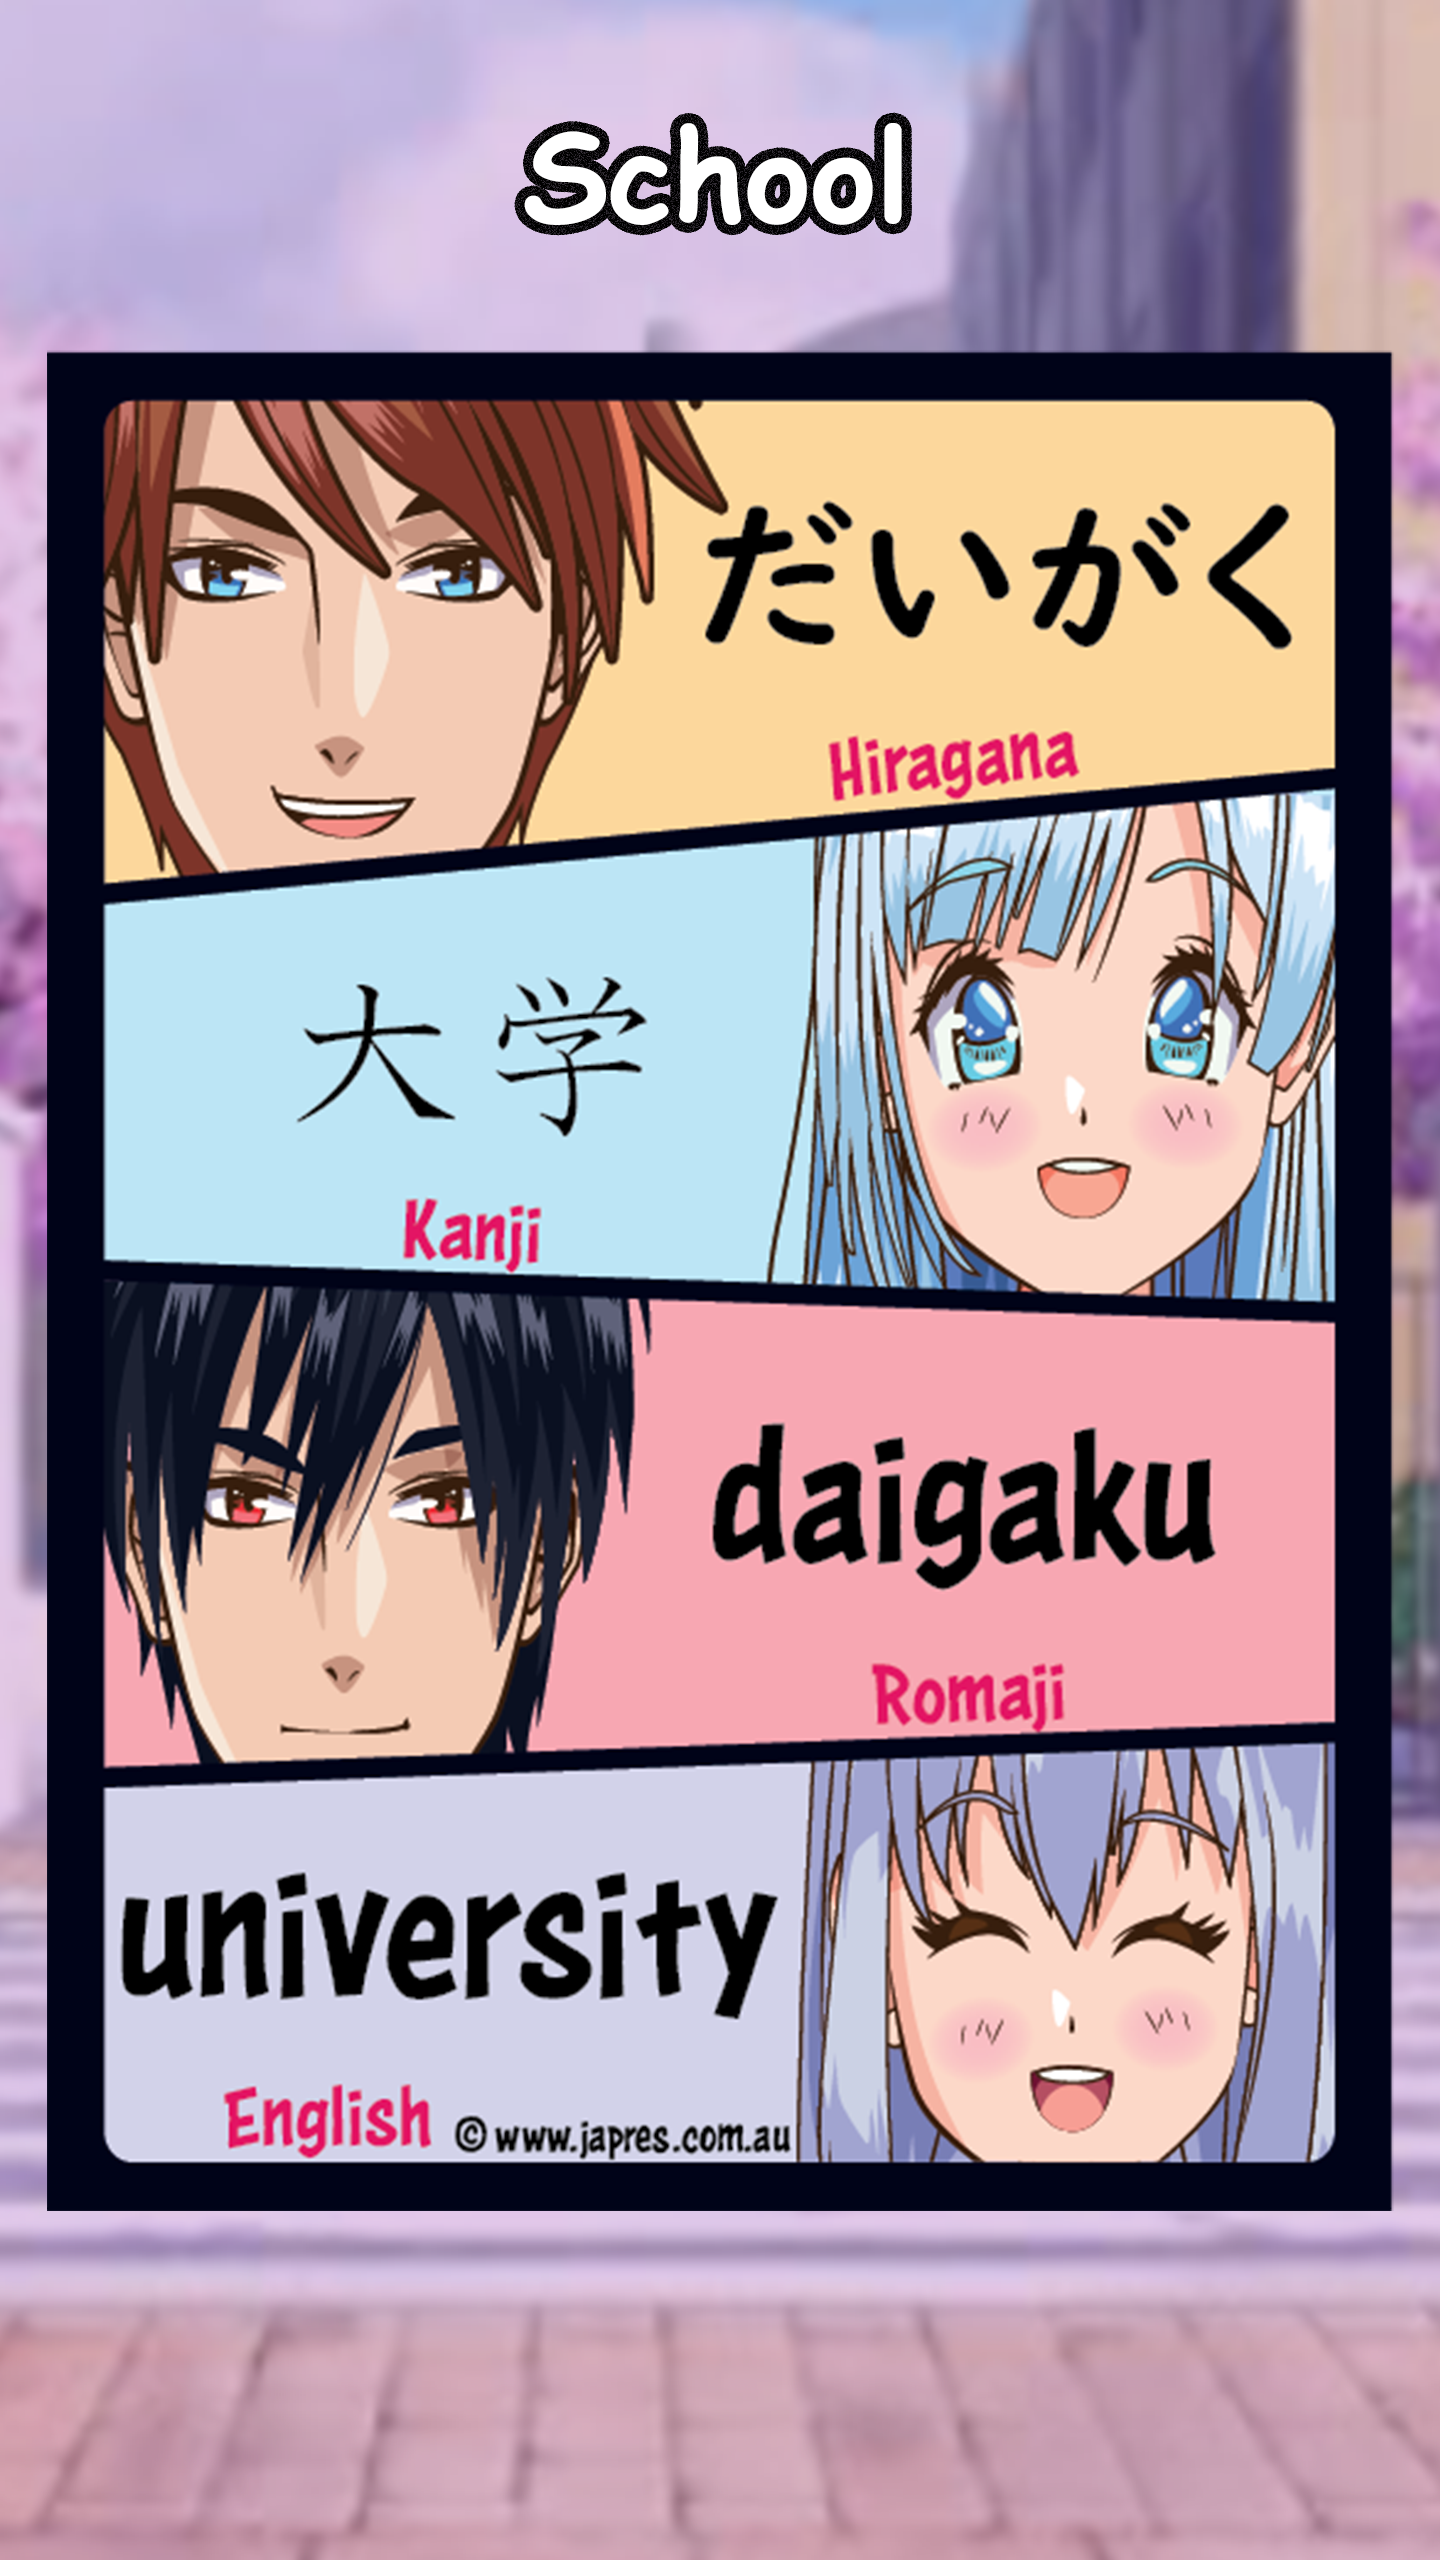 School
だいがく
Hiragana
大学
Kanji
daigaku
Romaji
university
English
© www.japres.com.au